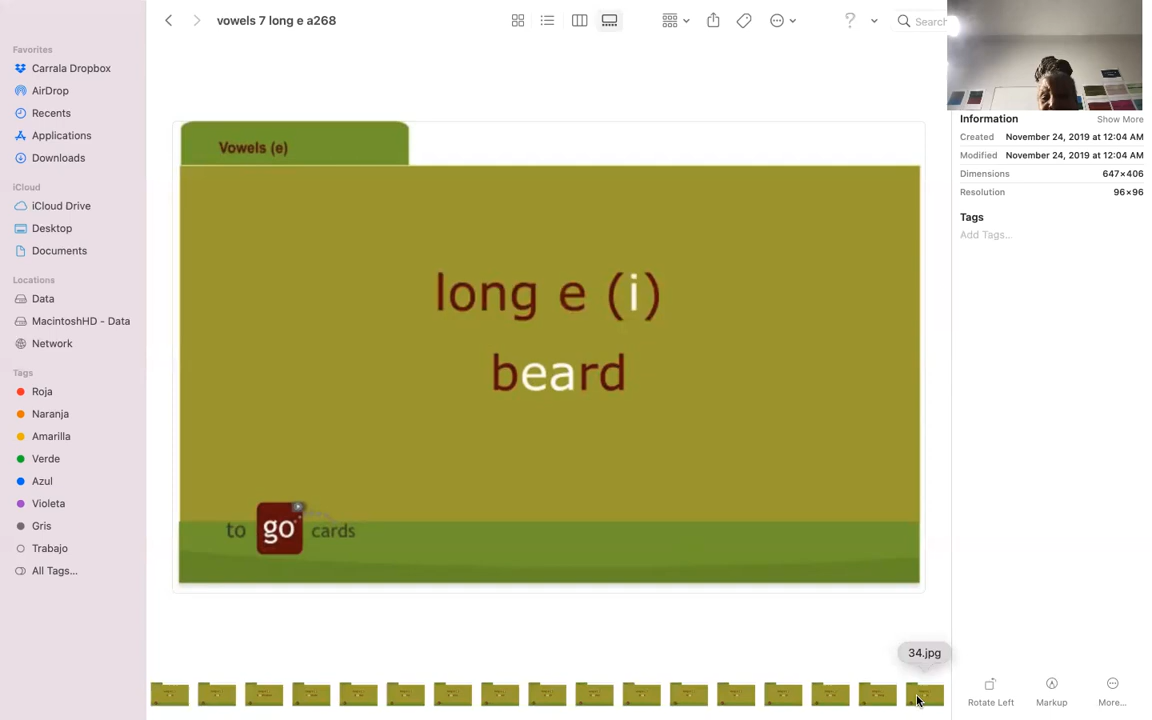 vowels 7 long e a268
Search
Favorites
Carrala Dropbox
AirDrop
Recents
Applications
Downloads
iCloud
iCloud Drive
Desktop
Documents
Locations
Data
MacintoshHD - Data
Network
Tags
Roja
Naranja
Amarilla
Verde
Azul
Violeta
Gris
Trabajo
All Tags...
Vowels (e)
long e (i)
beard
to go cards
34.jpg
Information
Show More
Created November 24, 2019 at 12:04 AM
Modified November 24, 2019 at 12:04 AM
Dimensions 647×406
Resolution 96×96
Tags
Add Tags...
Rotate Left
Markup
More...